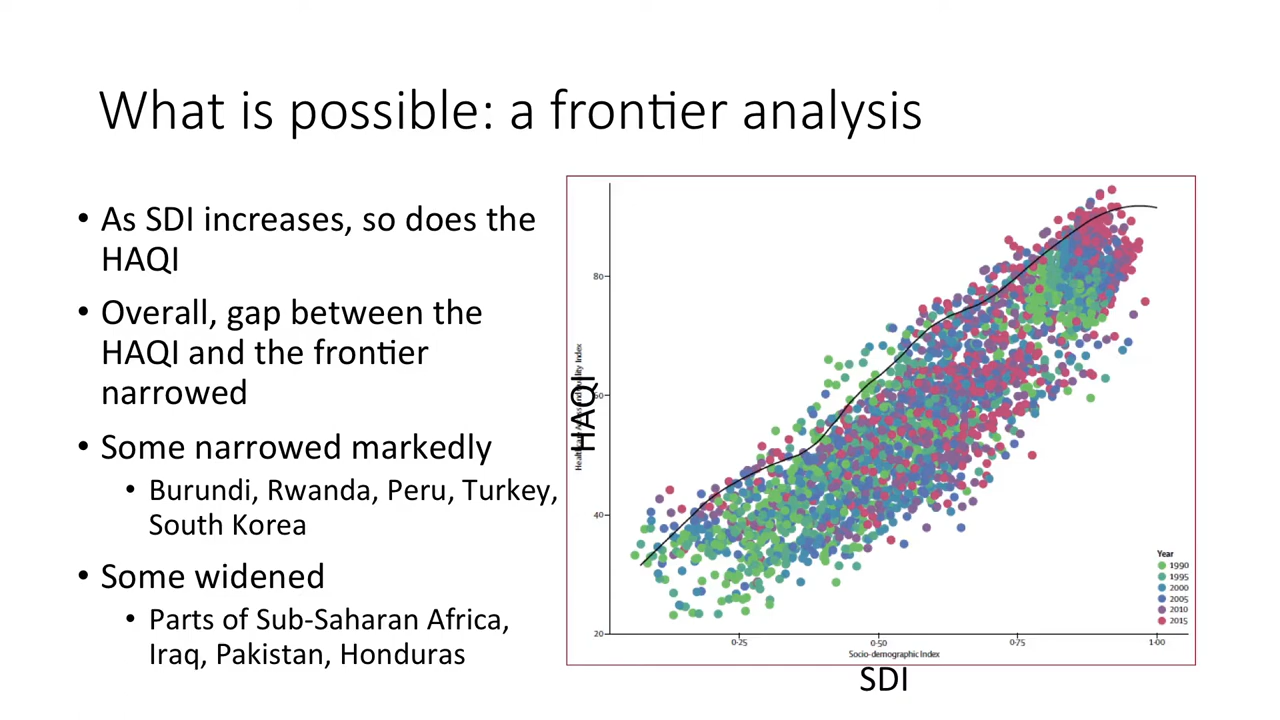 What is possible: a frontier analysis
• As SDI increases, so does the
HAQI
• Overall, gap between the
HAQI and the frontier
narrowed
• Some narrowed markedly
• Burundi, Rwanda, Peru, Turkey,
South Korea
• Some widened
• Parts of Sub-Saharan Africa,
Iraq, Pakistan, Honduras
HAQI
80
60
40
20
0·25
0·50
0·75
1·00
Socio-demographic Index
SDI
Year
1990
1995
2000
2005
2010
2015